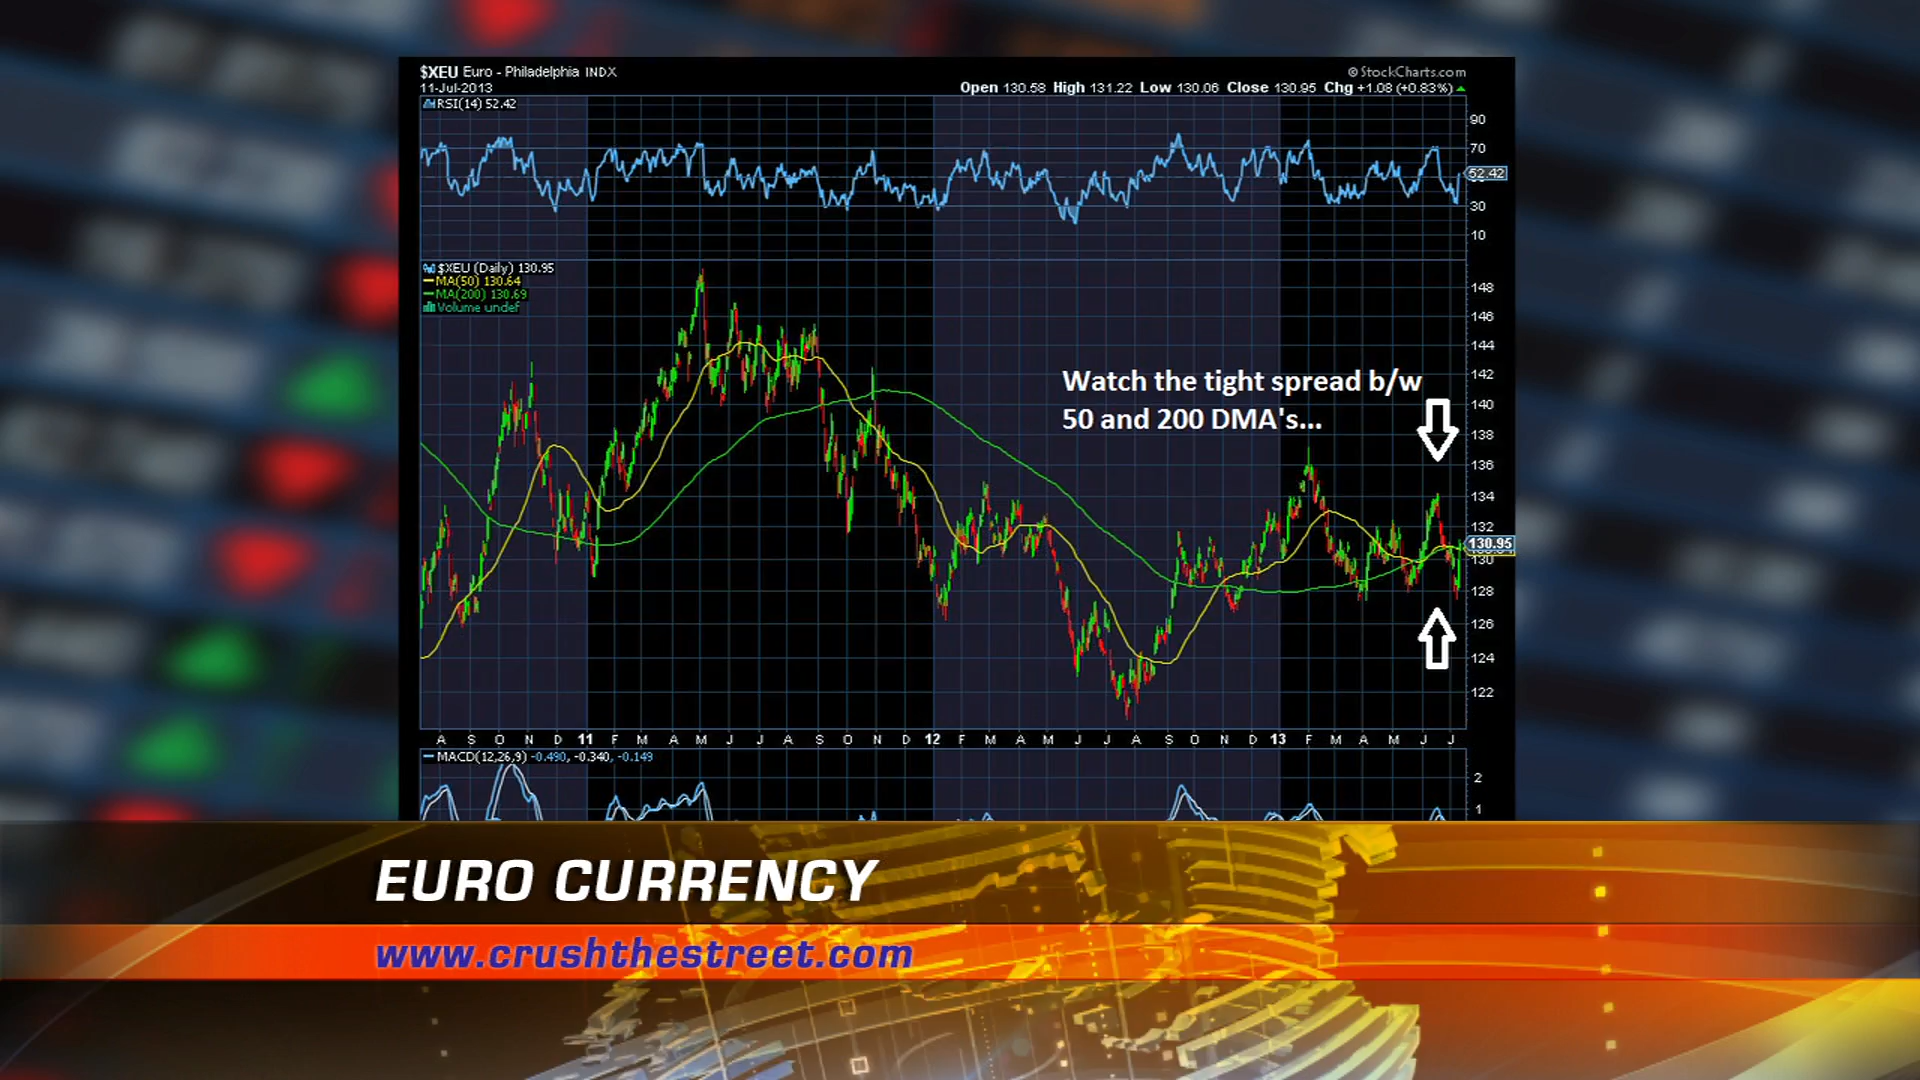 $XEU Euro - Philadelphia INDX
© StockCharts.com
11-Jul-2013
Open 130.58 High 131.22 Low 130.06 Close 130.95 Chg +1.08 (+0.83%)
RSI(14) 52.42
90
70
52.42
30
10
$XEU (Daily) 130.95
MA(50) 130.64
MA(200) 130.69
Volume undef
148
146
144
142
140
138
136
134
132
130.95
130
128
126
124
122
Watch the tight spread b/w
50 and 200 DMA's...
A S O N D 11 F M A M J J A S O N D 12 F M A M J J A S O N D 13 F M A M J J
MACD(12,26,9) -0.490, -0.340, -0.149
2
1
EURO CURRENCY
www.crushthestreet.com